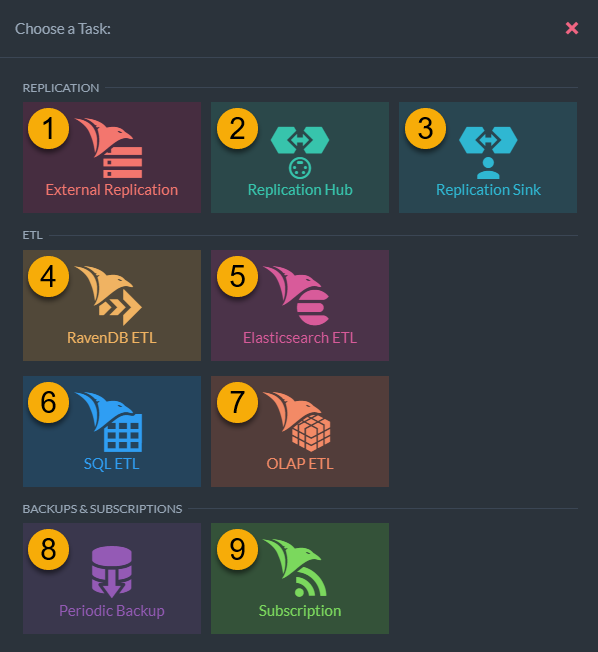 Choose a Task:
REPLICATION
1
External Replication
2
Replication Hub
3
Replication Sink
ETL
4
RavenDB ETL
5
Elasticsearch ETL
6
SQL ETL
7
OLAP ETL
BACKUPS & SUBSCRIPTIONS
8
Periodic Backup
9
Subscription